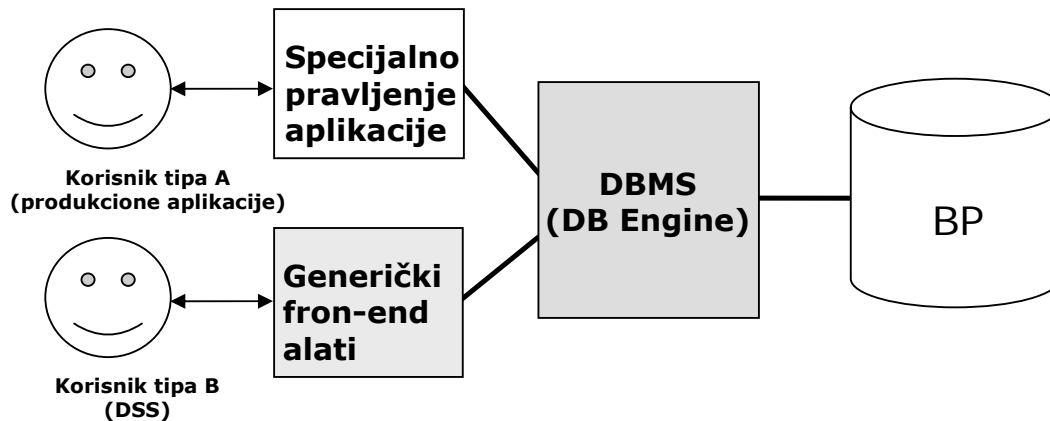 Specijalno
pravljenje
aplikacije
Korisnik tipa A
(produkcione aplikacije)
Generički
fron-end
alati
Korisnik tipa B
(DSS)
DBMS
(DB Engine)
BP